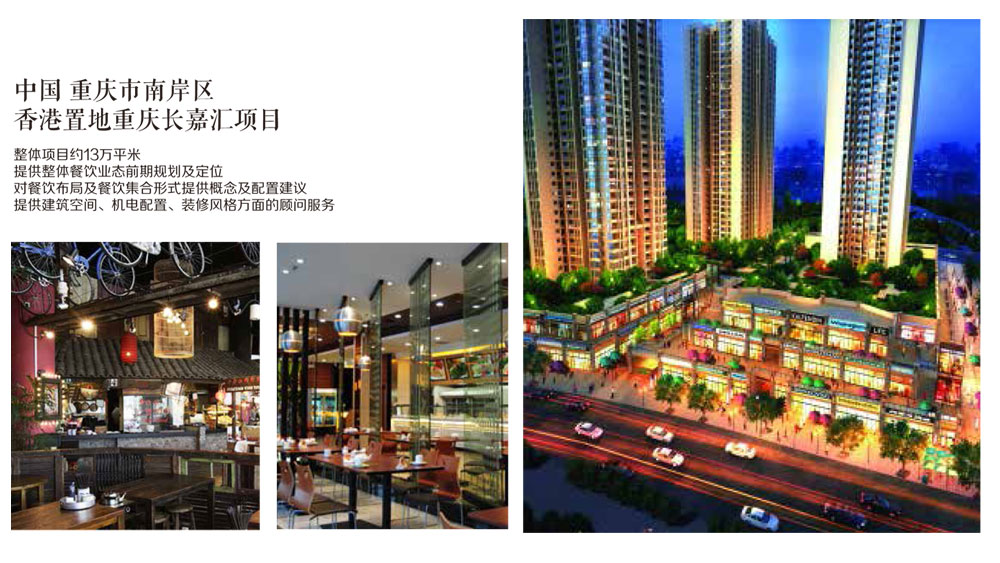 中国 重庆市南岸区
香港置地重庆长嘉汇项目
整体项目约13万平米
提供整体餐饮业态前期规划及定位
对餐饮布局及餐饮集合形式提供概念及配置建议
提供建筑空间、机电配置、装修风格方面的顾问服务
LIFE